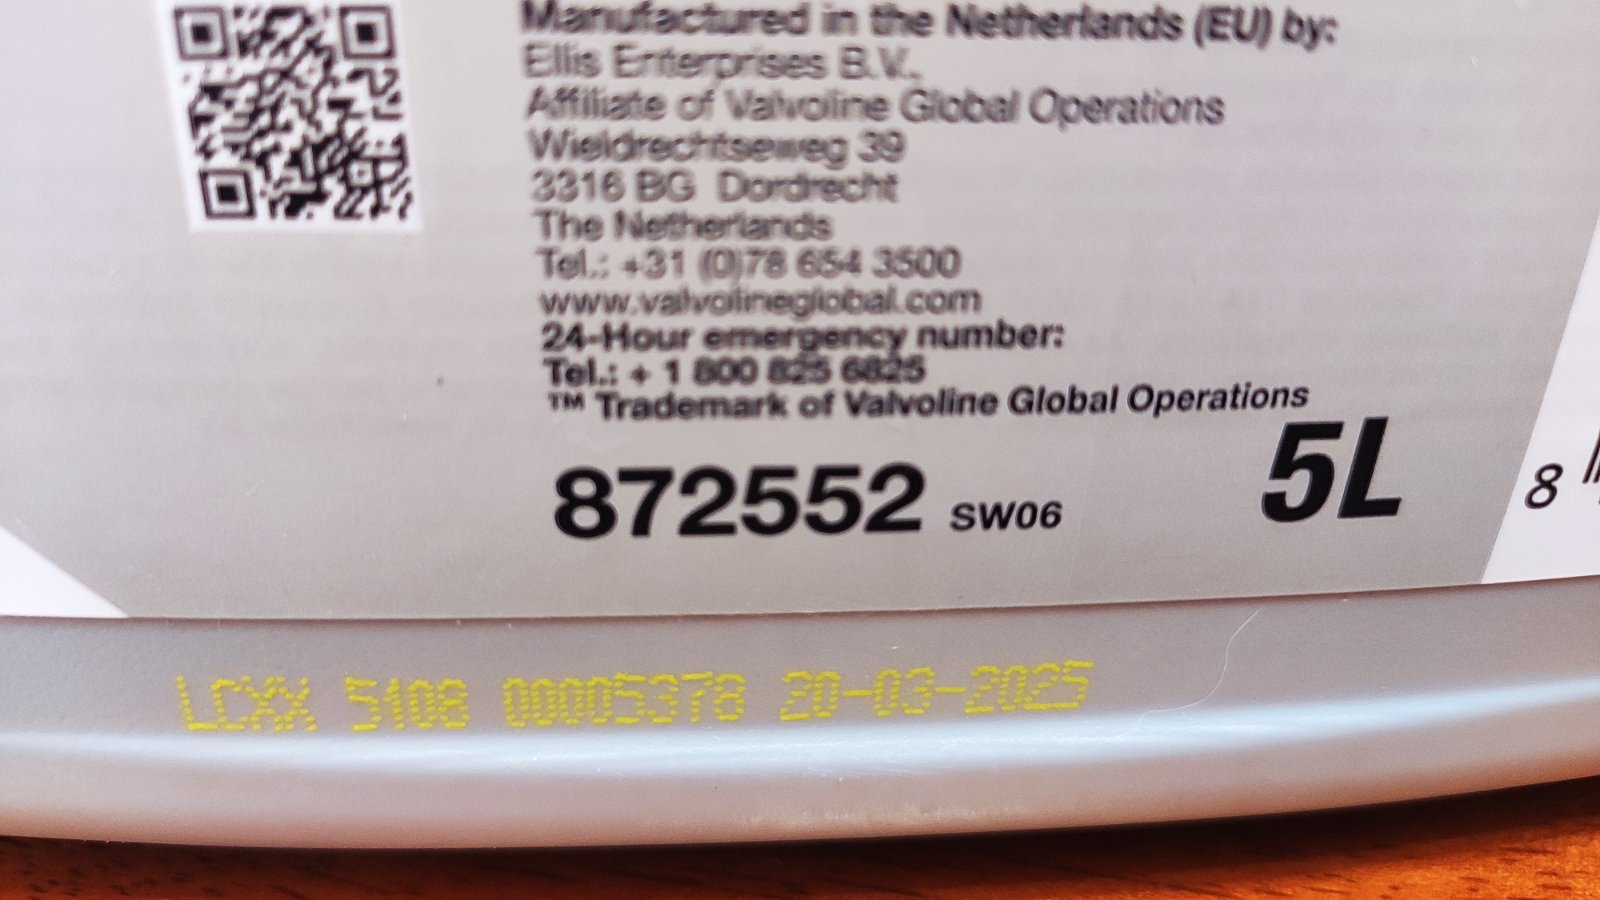 Manufactured in the Netherlands (EU) by:
Ellis Enterprises B.V.,
Affiliate of Valvoline Global Operations
Wieldrechtseweg 39
3316 BG Dordrecht
The Netherlands
Tel.: +31 (0)78 654 3500
www.valvolineglobal.com
24-Hour emergency number:
Tel.: + 1 800 825 6825
™ Trademark of Valvoline Global Operations
872552 SW06 5L
8
LCXX 5108 00005378 20-03-2025